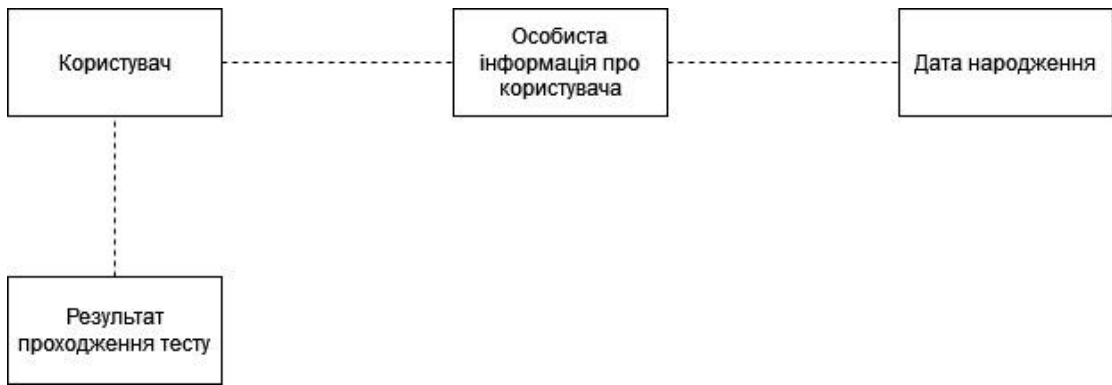 Користувач
Особиста
інформація про
користувача
Дата народження
Результат
проходження тесту